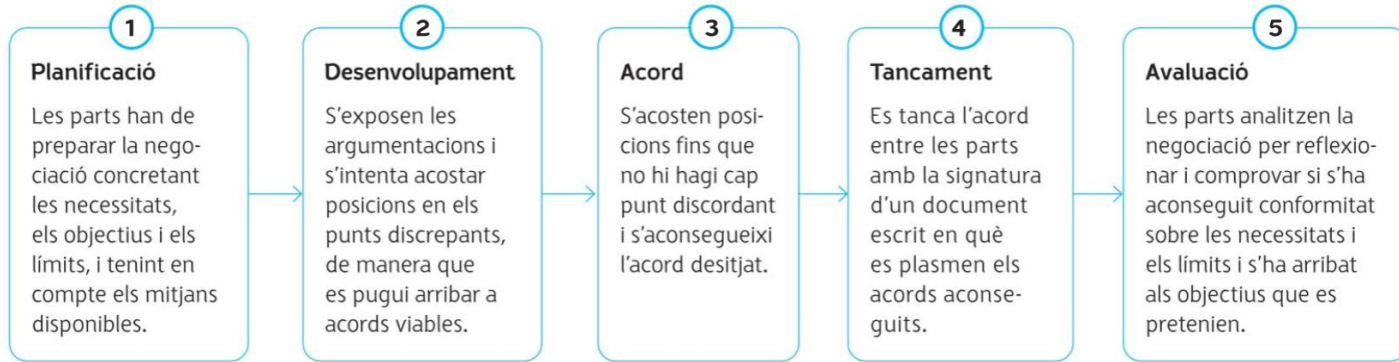 1
Planificació
Les parts han de
preparar la nego-
ciació concretant
les necessitats,
els objectius i els
límits, i tenint en
compte els mitjans
disponibles.
2
Desenvolupament
S'exposen les
argumentacions i
s'intenta acostar
posicions en els
punts discrepants,
de manera que
es pugui arribar a
acords viables.
3
Acord
S'acosten posi-
cions fins que
no hi hagi cap
punt discordant
i s'aconsegueixi
l'acord desitjat.
4
Tancament
Es tanca l'acord
entre les parts
amb la signatura
d'un document
escrit en què
es plasmen els
acords aconse-
guits.
5
Avaluació
Les parts analitzen la
negociació per reflexio-
nar i comprovar si s'ha
aconseguit conformitat
sobre les necessitats i
els límits i s'ha arribat
als objectius que es
pretenien.